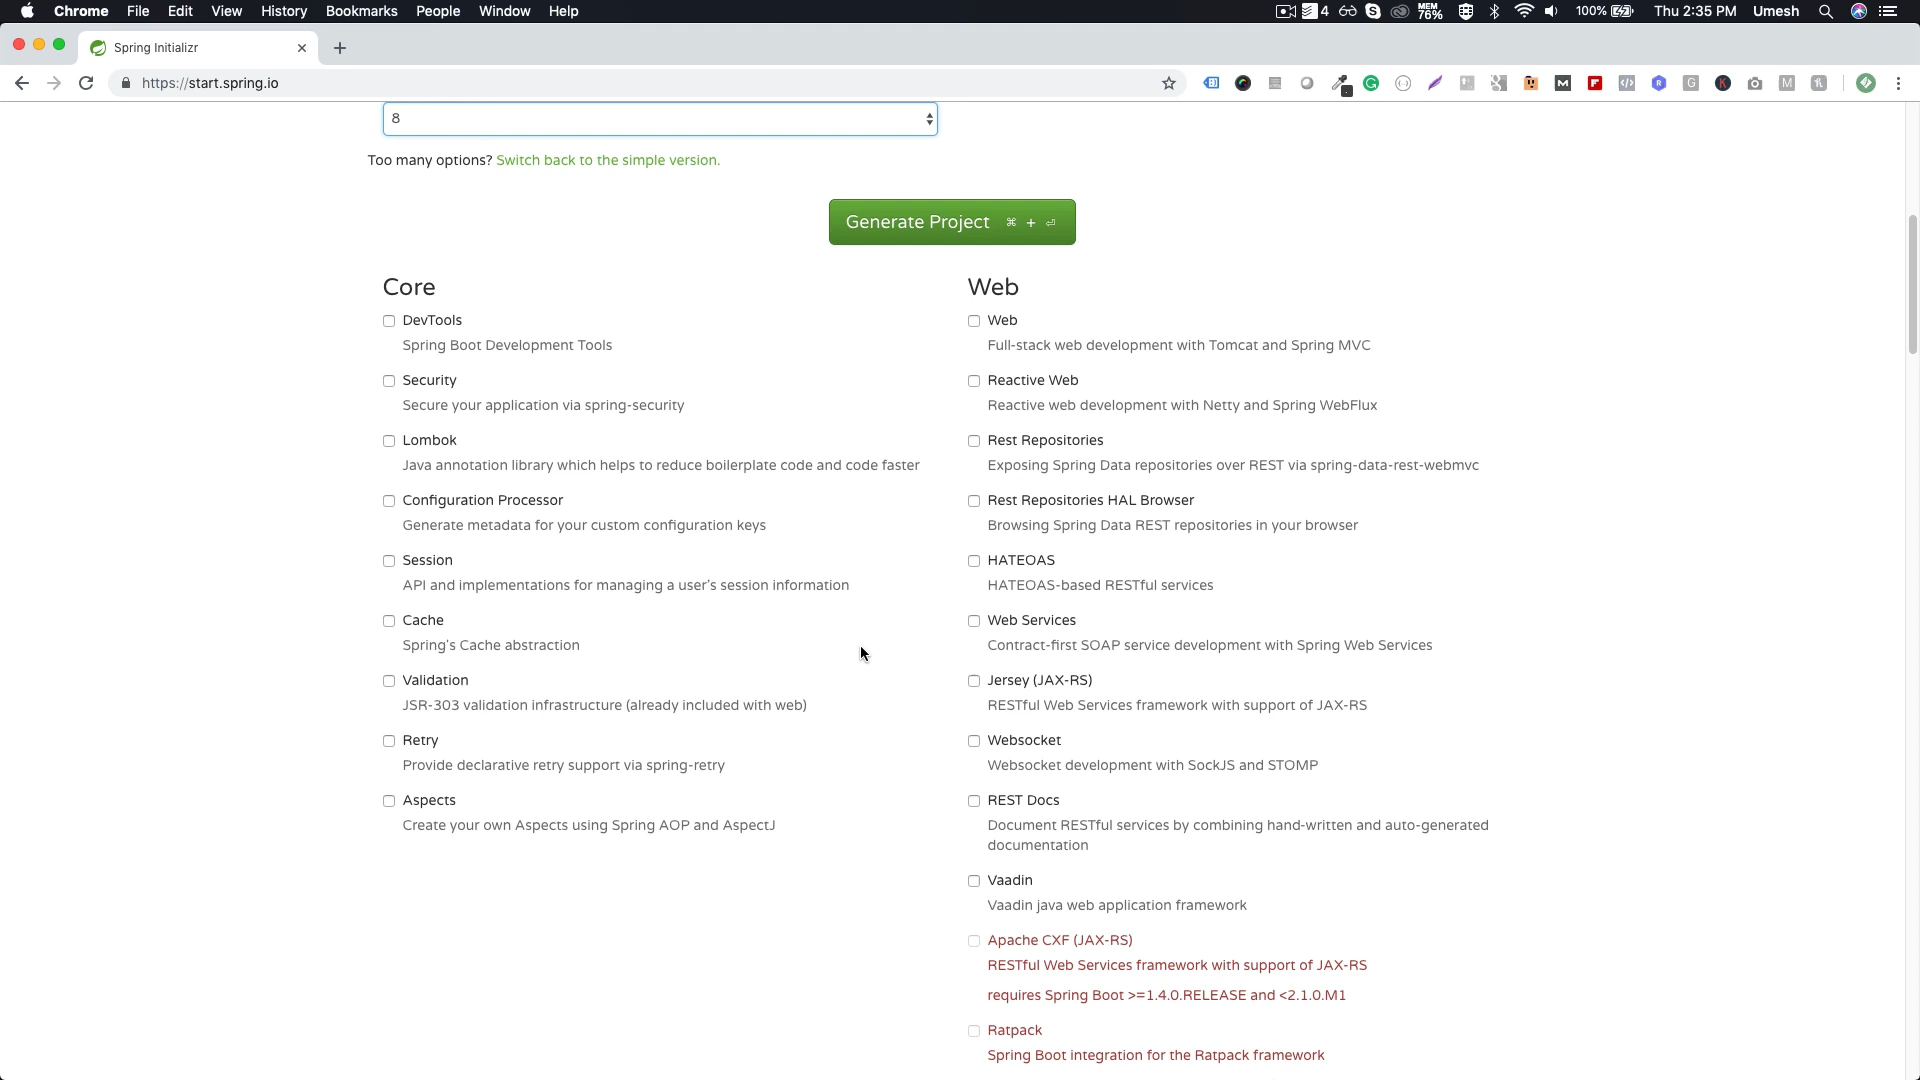 Chrome File Edit View History Bookmarks People Window Help 4 MEM 76% 100% Thu 2:35 PM Umesh
Spring Initializr
https://start.spring.io
8
Too many options? Switch back to the simple version.
Generate Project ⌘ + ⏎
Core
DevTools
Spring Boot Development Tools
Security
Secure your application via spring-security
Lombok
Java annotation library which helps to reduce boilerplate code and code faster
Configuration Processor
Generate metadata for your custom configuration keys
Session
API and implementations for managing a user's session information
Cache
Spring's Cache abstraction
Validation
JSR-303 validation infrastructure (already included with web)
Retry
Provide declarative retry support via spring-retry
Aspects
Create your own Aspects using Spring AOP and AspectJ
Web
Web
Full-stack web development with Tomcat and Spring MVC
Reactive Web
Reactive web development with Netty and Spring WebFlux
Rest Repositories
Exposing Spring Data repositories over REST via spring-data-rest-webmvc
Rest Repositories HAL Browser
Browsing Spring Data REST repositories in your browser
HATEOAS
HATEOAS-based RESTful services
Web Services
Contract-first SOAP service development with Spring Web Services
Jersey (JAX-RS)
RESTful Web Services framework with support of JAX-RS
Websocket
Websocket development with SockJS and STOMP
REST Docs
Document RESTful services by combining hand-written and auto-generated
documentation
Vaadin
Vaadin java web application framework
Apache CXF (JAX-RS)
RESTful Web Services framework with support of JAX-RS
requires Spring Boot >=1.4.0.RELEASE and <2.1.0.M1
Ratpack
Spring Boot integration for the Ratpack framework